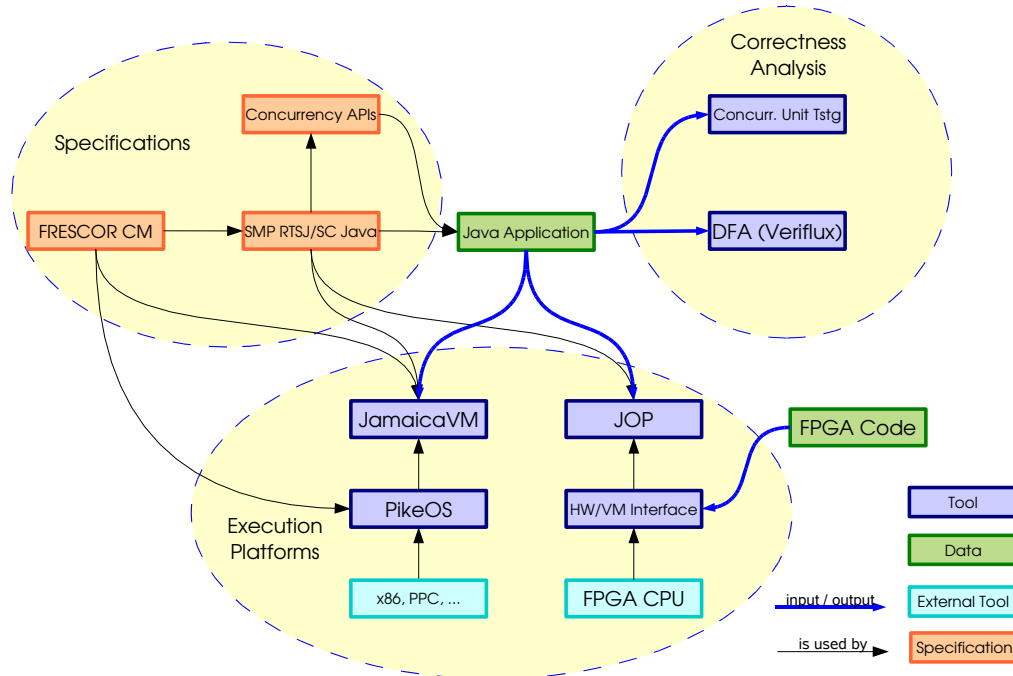 Correctness
Analysis
Concurrency APIs
Concurr. Unit Tstg
Specifications
FRESCOR CM
SMP RTSJ/SC Java
Java Application
DFA (Veriflux)
JamaicaVM
JOP
FPGA Code
PikeOS
HW/VM Interface
Execution
Platforms
x86, PPC, ...
FPGA CPU
Tool
Data
input / output
External Tool
is used by
Specification